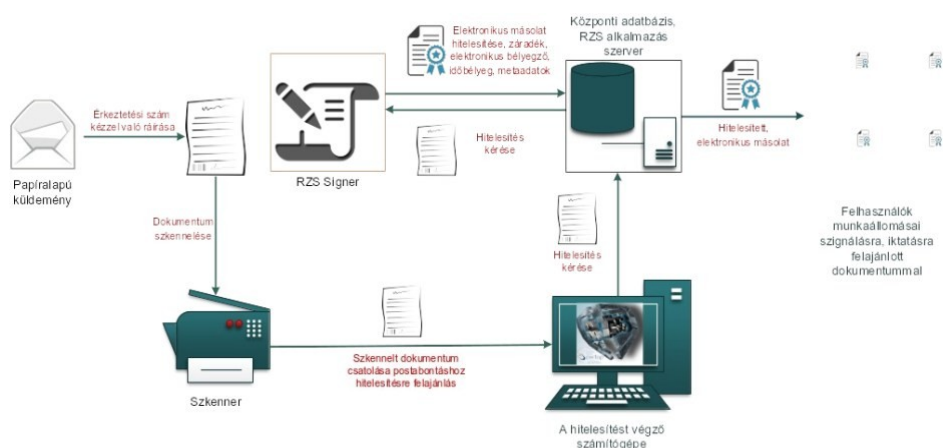 Érkeztetési szám
kézzel való ráírása
Papíralapú
küldemény
RZS Signer
Elektronikus másolat
hitelesítése, záradék,
elektronikus bélyegző,
időbélyeg, metaadatok
Hitelesítés
kérése
Központi adatbázis,
RZS alkalmazás
szerver
Hitelesített,
elektronikus másolat
Felhasználók
munkaállomásai
szignálásra, iktatásra
felajánlott
dokumentummal
Dokumentum
szkennelése
Hitelesítés
kérése
Szkennelt dokumentum
csatolása postabontáshoz
hitelesítésre felajánlás
Szkenner
A hitelesítést végző
számítógépe